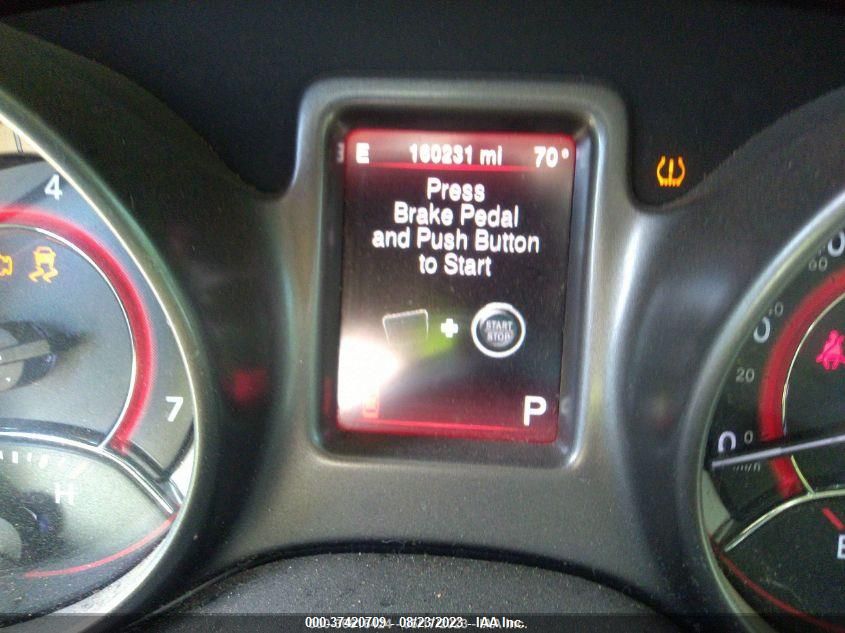 E 160231 mi 70°
Press
Brake Pedal
and Push Button
to Start
START
STOP
P
4
7
H
20
0
E
000-37420709 - 08/23/2023 - IAA Inc.